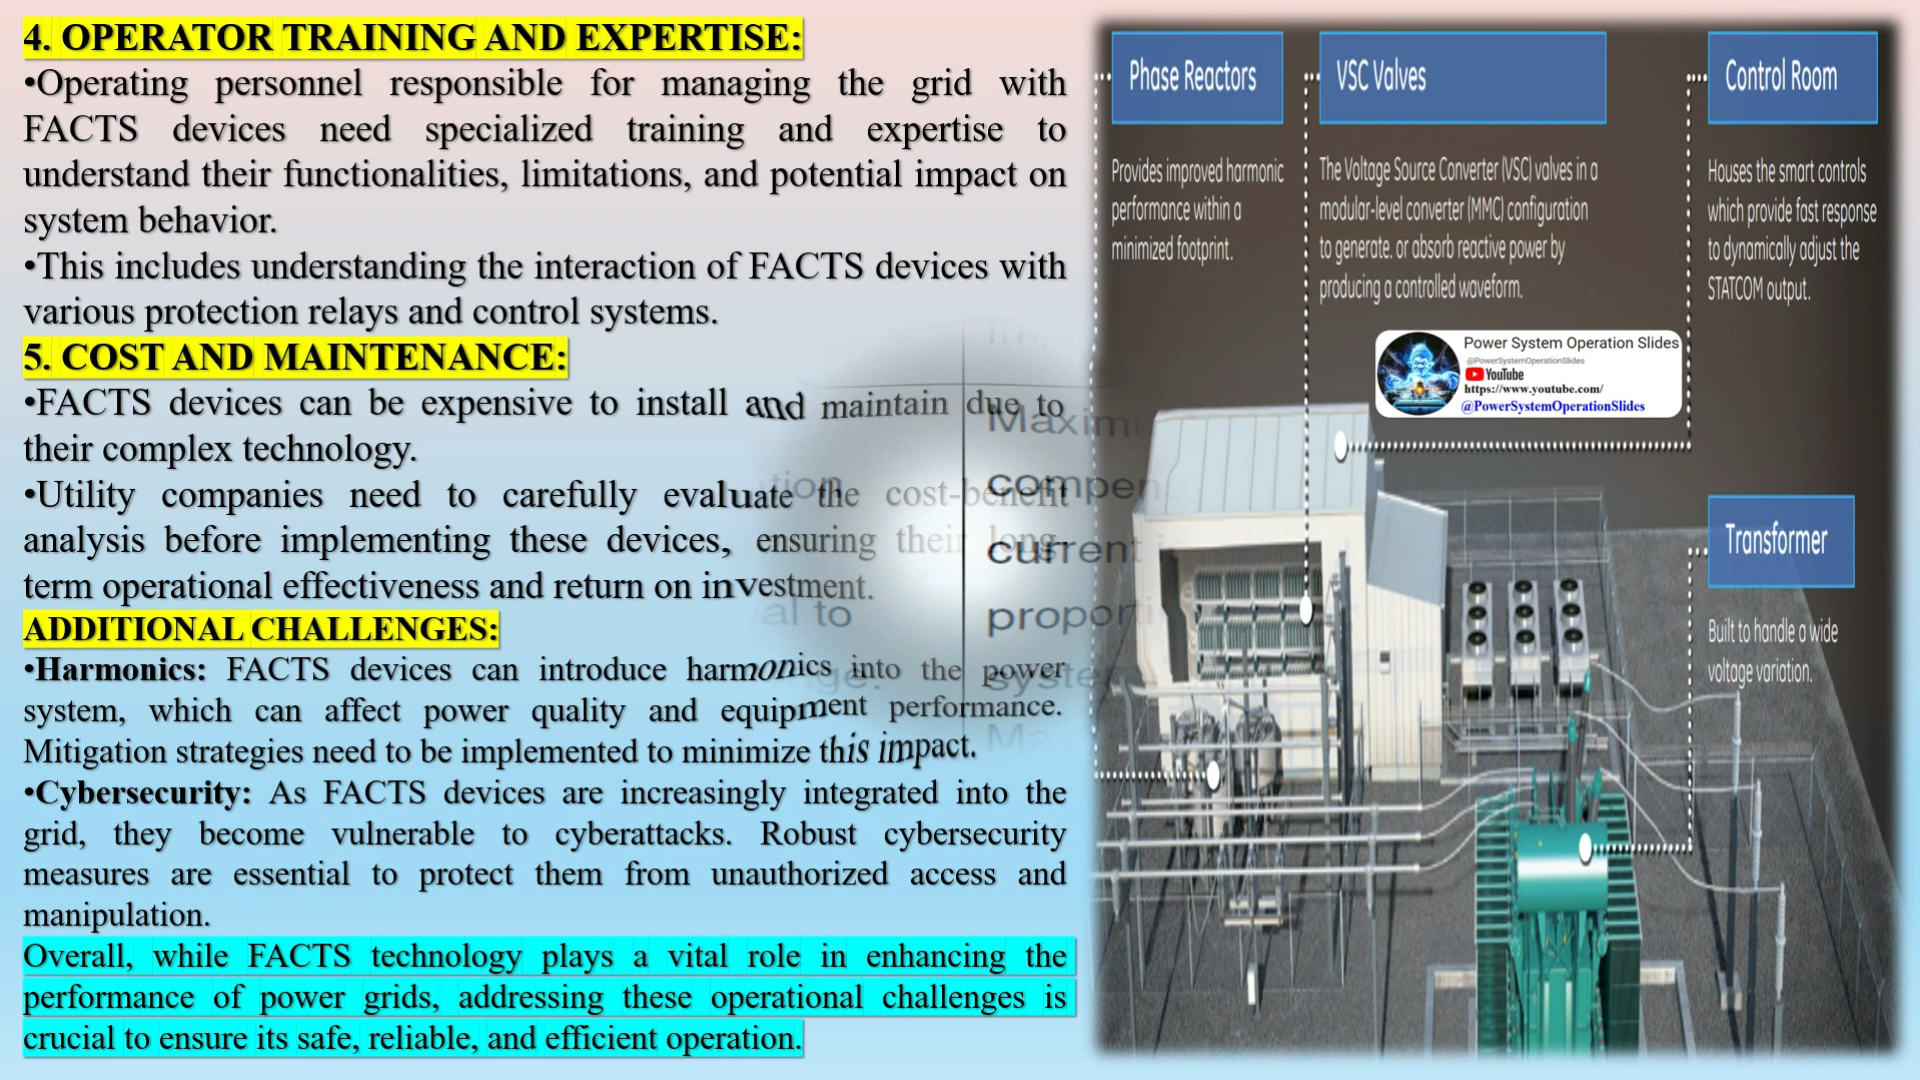 4. OPERATOR TRAINING AND EXPERTISE:
•Operating personnel responsible for managing the grid with
FACTS devices need specialized training and expertise to
understand their functionalities, limitations, and potential impact on
system behavior.
•This includes understanding the interaction of FACTS devices with
various protection relays and control systems.
5. COST AND MAINTENANCE:
•FACTS devices can be expensive to install and maintain due to
their complex technology.
•Utility companies need to carefully evaluate the cost-benefit
analysis before implementing these devices, ensuring their long-
term operational effectiveness and return on investment.
ADDITIONAL CHALLENGES:
•Harmonics: FACTS devices can introduce harmonics into the power
system, which can affect power quality and equipment performance.
Mitigation strategies need to be implemented to minimize this impact.
•Cybersecurity: As FACTS devices are increasingly integrated into the
grid, they become vulnerable to cyberattacks. Robust cybersecurity
measures are essential to protect them from unauthorized access and
manipulation.
Overall, while FACTS technology plays a vital role in enhancing the
performance of power grids, addressing these operational challenges is
crucial to ensure its safe, reliable, and efficient operation.
current
al to
Phase Reactors
Provides improved harmonic
performance within a
minimized footprint.
VSC Valves
The Voltage Source Converter (VSC) valves in a
modular-level converter (MMC) configuration
to generate. or absorb reactive power by
producing a controlled waveform.
Control Room
Houses the smart controls
which provide fast response
to dynamically adjust the
STATCOM output.
Power System Operation Slides
@PowerSystemOperationSlides
YouTube
https://www.youtube.com/
@PowerSystemOperationSlides
Transformer
Built to handle a wide
voltage variation.